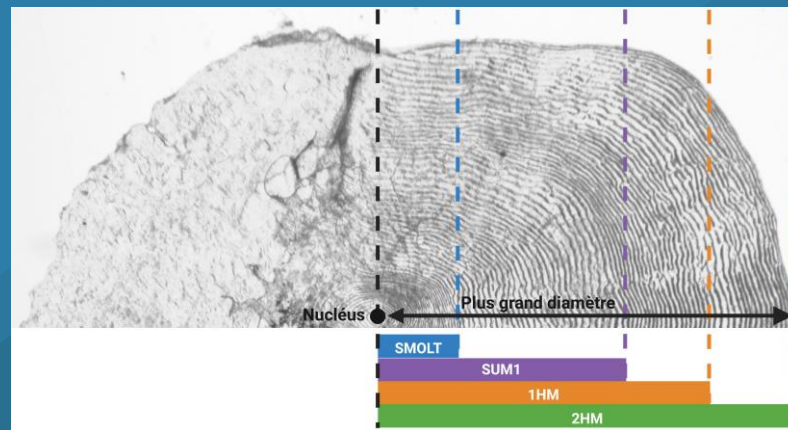 Nucléus
Plus grand diamètre
SMOLT
SUM1
1HM
2HM